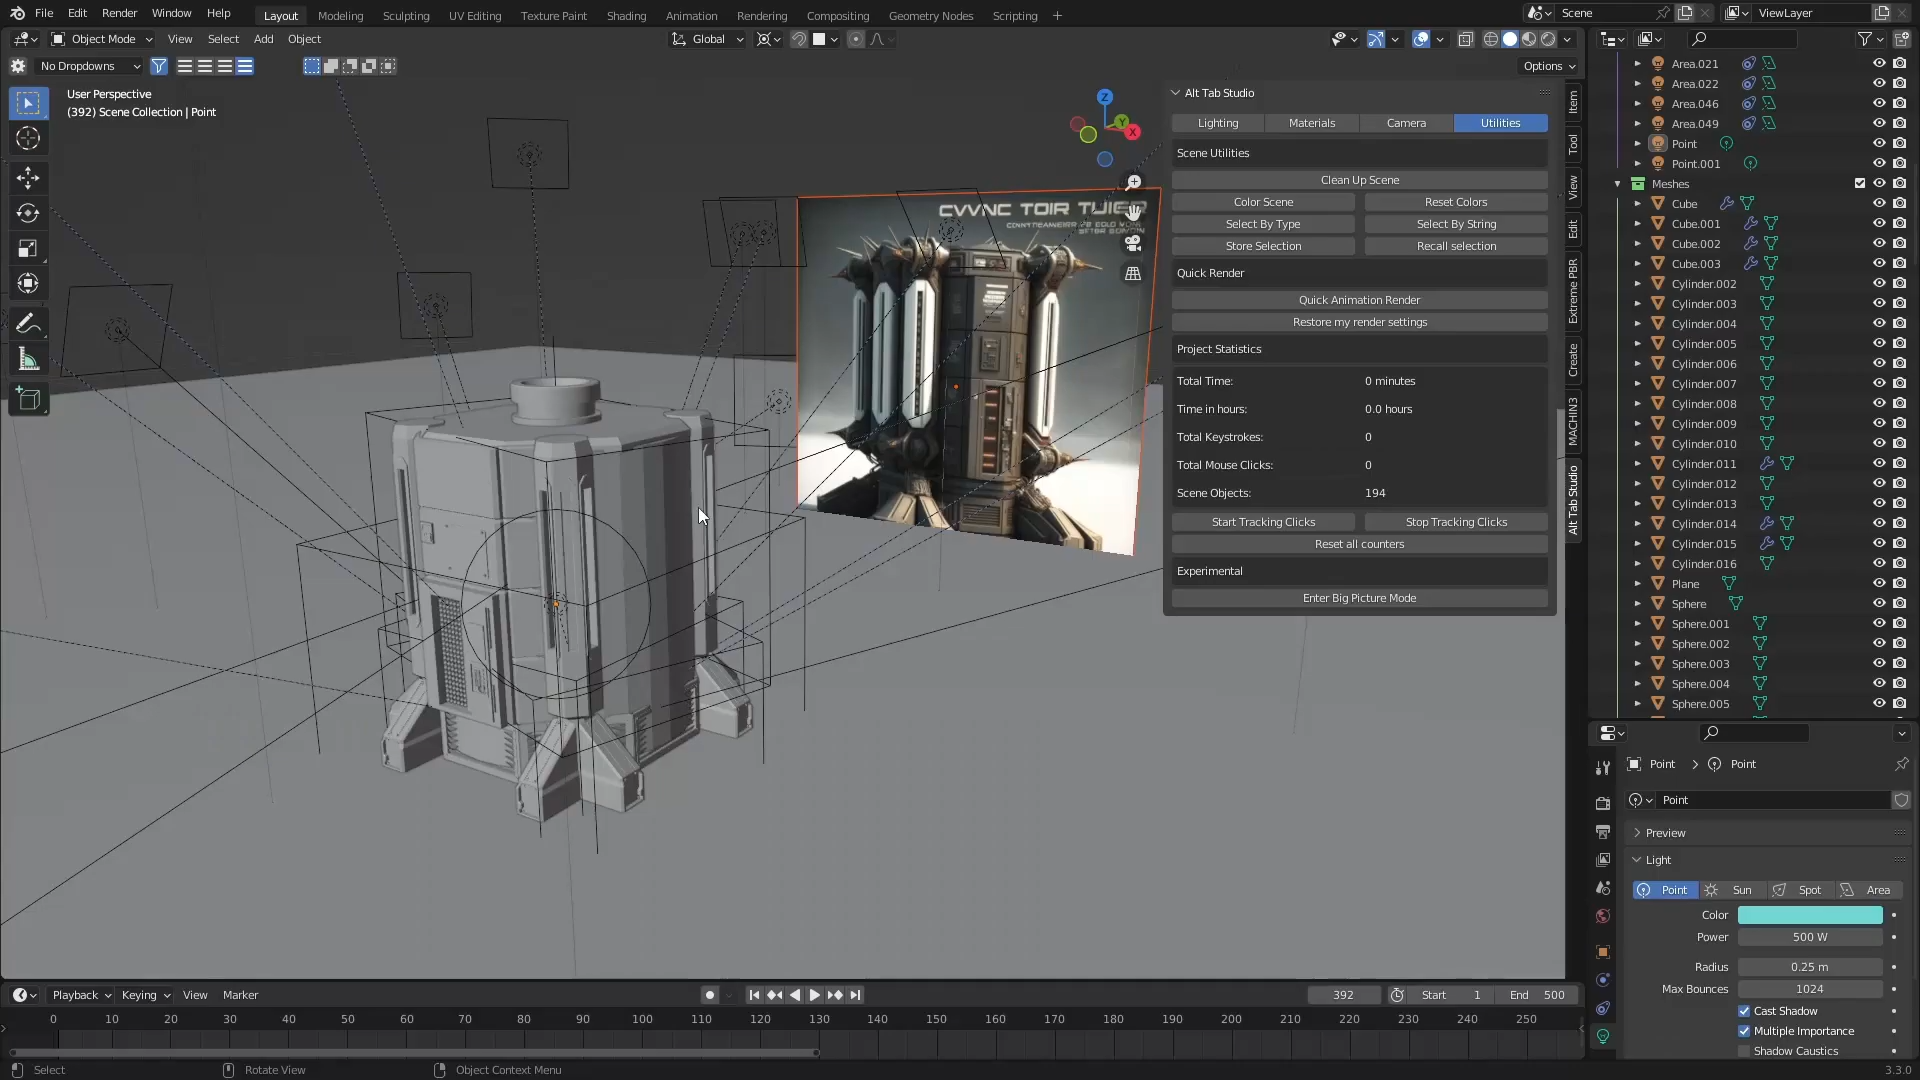 File Edit Render Window Help
Layout Modeling Sculpting UV Editing Texture Paint Shading Animation Rendering Compositing Geometry Nodes Scripting +
Scene
ViewLayer
Object Mode View Select Add Object
Global
No Dropdowns
Options
User Perspective
(392) Scene Collection | Point
Z
Y
X
CVVNC TOIR TUIER
Alt Tab Studio
Lighting Materials Camera Utilities
Scene Utilities
Clean Up Scene
Color Scene Reset Colors
Select By Type Select By String
Store Selection Recall selection
Quick Render
Quick Animation Render
Restore my render settings
Project Statistics
Total Time: 0 minutes
Time in hours: 0.0 hours
Total Keystrokes: 0
Total Mouse Clicks: 0
Scene Objects: 194
Start Tracking Clicks Stop Tracking Clicks
Reset all counters
Experimental
Enter Big Picture Mode
Item
Tool
View
Edit
Extreme PBR
Create
MACHIN3
Alt Tab Studio
Area.021
Area.022
Area.046
Area.049
Point
Point.001
Meshes
Cube
Cube.001
Cube.002
Cube.003
Cylinder.002
Cylinder.003
Cylinder.004
Cylinder.005
Cylinder.006
Cylinder.007
Cylinder.008
Cylinder.009
Cylinder.010
Cylinder.011
Cylinder.012
Cylinder.013
Cylinder.014
Cylinder.015
Cylinder.016
Plane
Sphere
Sphere.001
Sphere.002
Sphere.003
Sphere.004
Sphere.005
Point > Point
Point
Preview
Light
Point Sun Spot Area
Color
Power 500 W
Radius 0.25 m
Max Bounces 1024
Cast Shadow
Multiple Importance
Shadow Caustics
Playback Keying View Marker
392 Start 1 End 500
0 10 20 30 40 50 60 70 80 90 100 110 120 130 140 150 160 170 180 190 200 210 220 230 240 250
Select Rotate View Object Context Menu
3.3.0